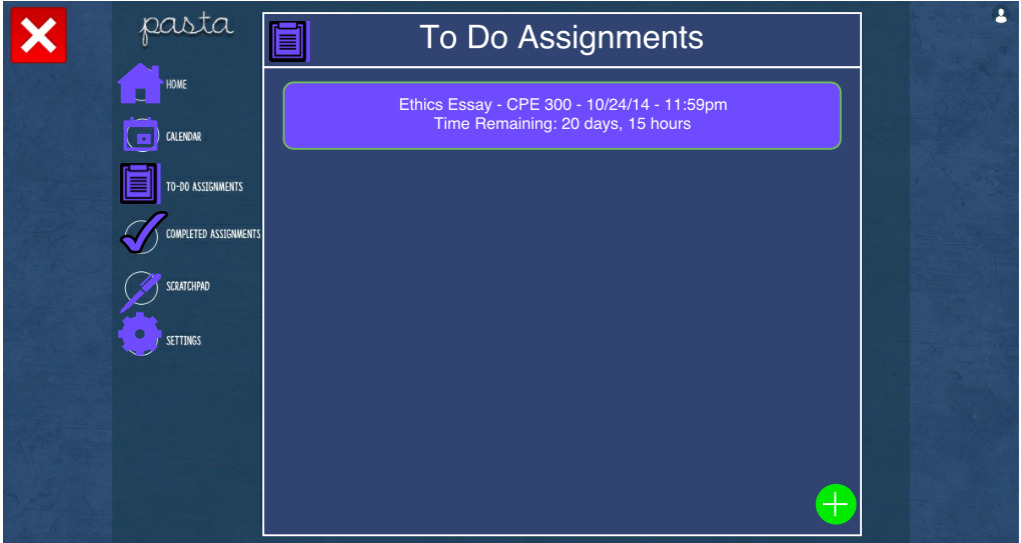 pasta
To Do Assignments
HOME
CALENDAR
TO-DO ASSIGNMENTS
COMPLETED ASSIGNMENTS
SCRATCHPAD
SETTINGS
Ethics Essay - CPE 300 - 10/24/14 - 11:59pm
Time Remaining: 20 days, 15 hours